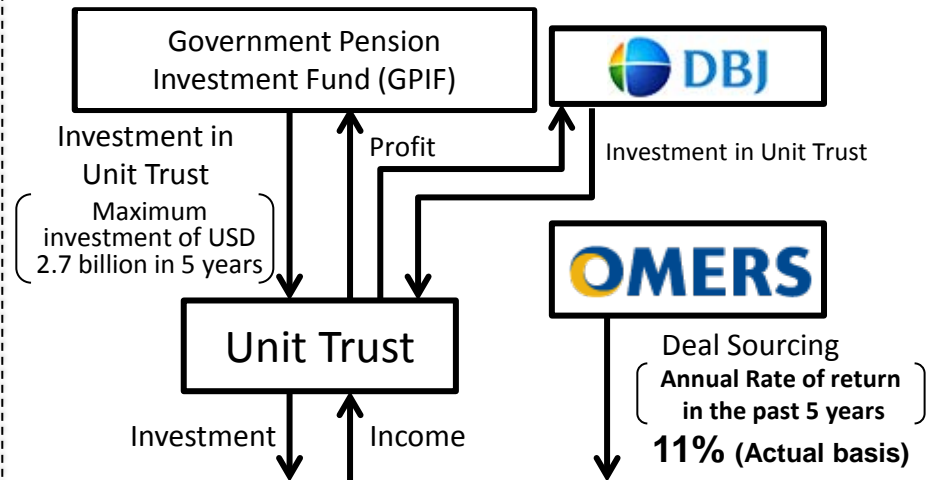 Government Pension
Investment Fund (GPIF)
DBJ
Investment in
Unit Trust
Maximum
investment of USD
2.7 billion in 5 years
Profit
Investment in Unit Trust
OMERS
Unit Trust
Deal Sourcing
Annual Rate of return
in the past 5 years
11% (Actual basis)
Investment
Income